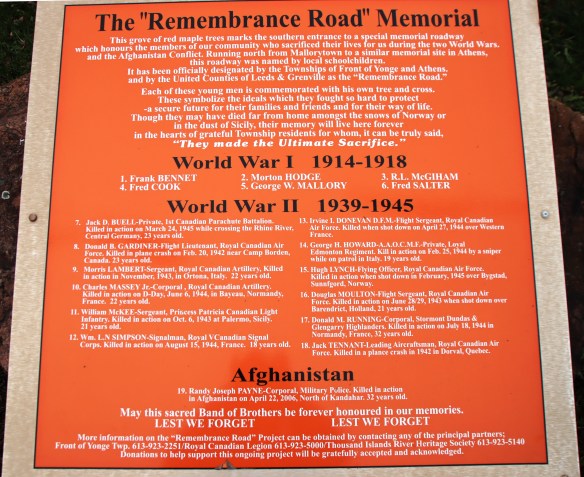 The "Remembrance Road" Memorial
This grove of red maple trees marks the southern entrance to a special memorial roadway
which honours the members of our community who sacrificed their lives for us during the two World Wars.
and the Afghanistan Conflict. Running north from Mallorytown to a similar memorial site in Athens,
this roadway was named by local schoolchildren.
It has been officially designated by the Townships of Front of Yonge and Athens.
and by the United Counties of Leeds & Grenville as the “Remembrance Road.”
Each of these young men is commemorated with his own tree and cross.
These symbolize the ideals which they fought so hard to protect
-a secure future for their families and friends and for their way of life.
Though they may have died far from home amongst the snows of Norway or
in the dust of Sicily, their memory will live here forever
in the hearts of grateful Township residents for whom, it can be truly said,
“They made the Ultimate Sacrifice.”
World War I 1914-1918
1. Frank BENNET 2. Morton HODGE 3. R.L. McGIHAM
4. Fred COOK 5. George W. MALLORY 6. Fred SALTER
World War II 1939-1945
7. Jack D. BUELL-Private, 1st Canadian Parachute Battalion.
Killed in action on March 24, 1945 while crossing the Rhine River,
Central Germany, 23 years old.
8. Donald B. GARDINER-Flight Lieutenant, Royal Canadian Air
Force. Killed in plane crash on Feb. 20, 1942 near Camp Borden,
Canada. 23 years old.
9. Morris LAMBERT-Sergeant, Royal Canadian Artillery, Killed
in action in November, 1943, in Ortona, Italy. 22 years old.
10. Charles MASSEY Jr.-Corporal , Royal Canadian Artillery.
Killed in action on D-Day, June 6, 1944, in Bayeau, Normandy,
France. 22 years old.
11. William McKEE-Sergeant, Princess Patricia Canadian Light
Infantry. Killed in action on Oct. 6, 1943 at Palermo, Sicily.
21 years old.
12. Wm. L.N SIMPSON-Signalman, Royal VCanadian Signal
Corps. Killed in action on August 15, 1944, France. 18 years old.
13. Irvine I. DONEVAN D.F.M.-Flight Sergeant, Royal Canadian
Air Force. Killed when shot down on April 27, 1944 over Western
France.
14. George H. HOWARD-A.A.O.C.M.F.-Private, Loyal
Edmonton Regiment. Kill in action on Feb. 25, 1944 by a sniper
while on patrol in Italy. 19 years old.
15. Hugh LYNCH-Flying Officer, Royal Canadian Air Force.
Killed in action when shot down in February, 1945 over Bygstad,
Sunnfjord, Norway.
16. Douglas MOULTON-Flight Sergeant, Royal Canadian Air
Force. Killed in action on June 28/29, 1943 when shot down over
Barendrict, Holland, 21 years old.
17. Donald M. RUNNING-Corporal, Stormont Dundas &
Glengarry Highlanders. Killed in action on July 18, 1944 in
Normandy, France, 32 years old.
18. Jack TENNANT-Leading Aircraftsman, Royal Canadian Air
Force. Killed in a plance crash in 1942 in Dorval, Quebec.
Afghanistan
19. Randy Joseph PAYNE-Corporal, Military Police. Killed in action
in Afghanistan on April 22, 2006, North of Kandahar. 32 years old.
May this sacred Band of Brothers be forever honoured in our memories.
LEST WE FORGET LEST WE FORGET
More information on the “Remembrance Road” Project can be obtained by contacting any of the principal partners;
Front of Yonge Twp. 613-923-2251/Royal Canadian Legion 613-923-5000/Thousand Islands River Heritage Society 613-923-5140
Donations to help support this ongoing project will be gratefully accepted and acknowledged.